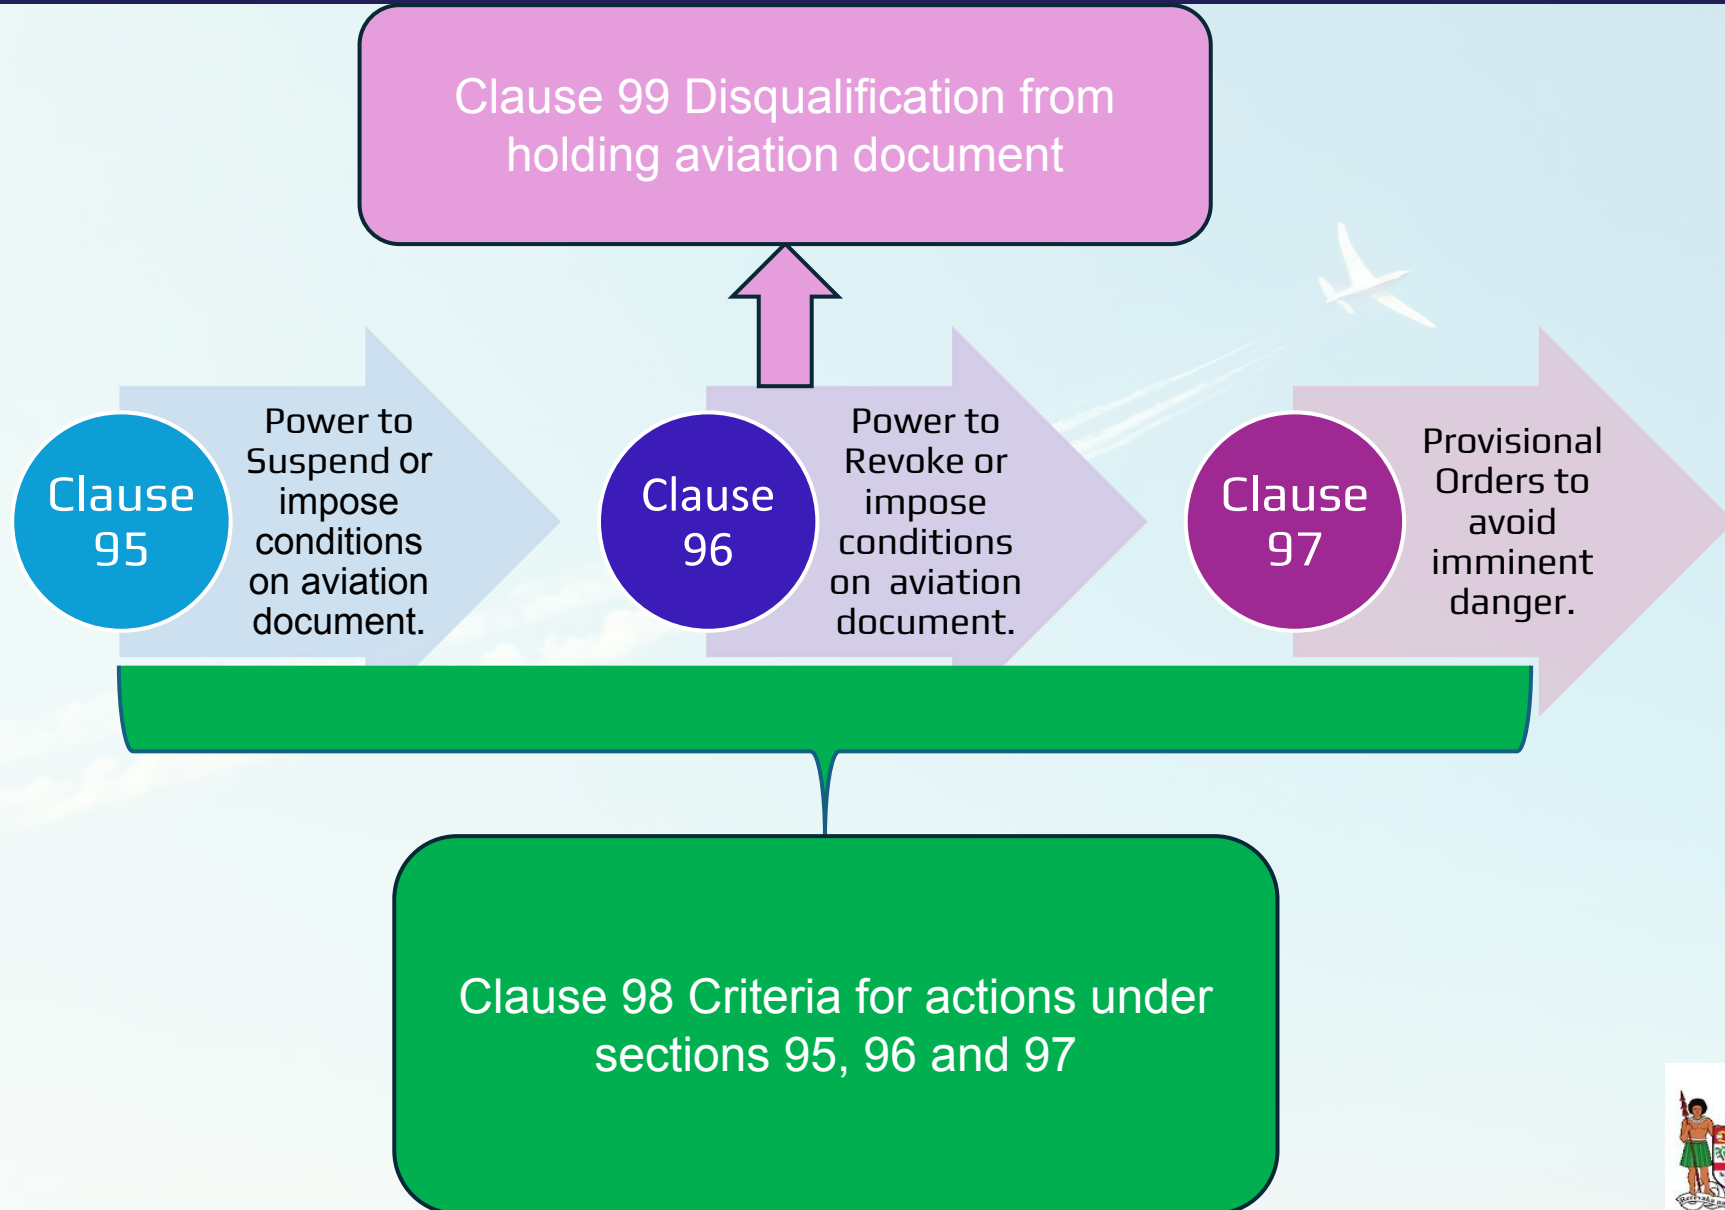 Clause 99 Disqualification from
holding aviation document
Clause
95
Power to
Suspend or
impose
conditions
on aviation
document.
Clause
96
Power to
Revoke or
impose
conditions
on aviation
document.
Clause
97
Provisional
Orders to
avoid
imminent
danger.
Clause 98 Criteria for actions under
sections 95, 96 and 97